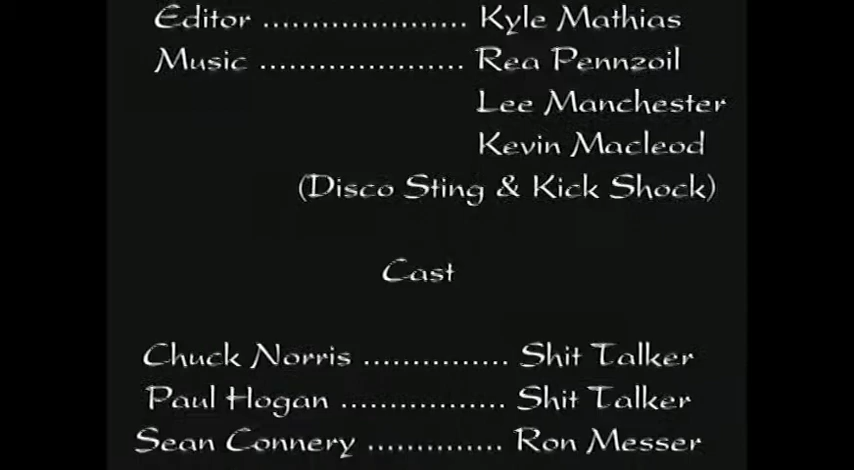 Editor ..................... Kyle Mathias
Music ..................... Rea Pennzoil
Lee Manchester
Kevin Macleod
(Disco Sting & Kick Shock)
Cast
Chuck Norris ............... Shit Talker
Paul Hogan ................. Shit Talker
Sean Connery .............. Ron Messer